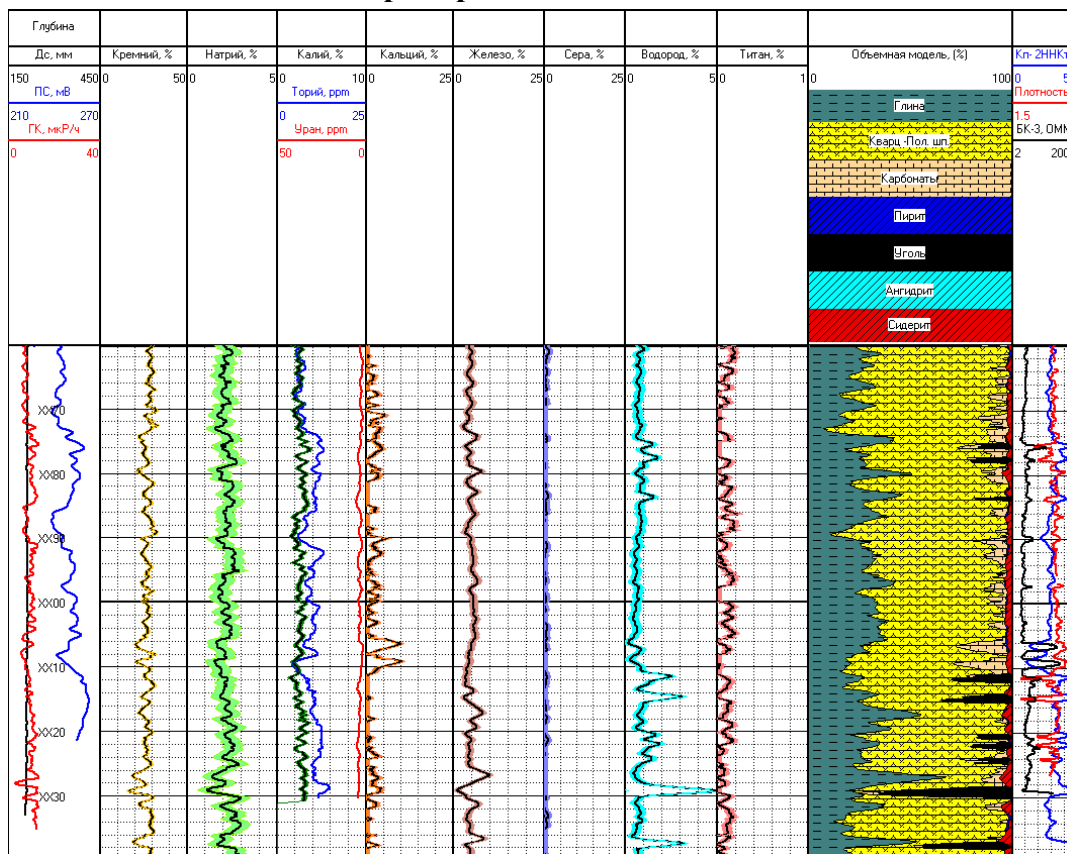 Глубина
Дс, мм
Кремний, %
Натрий, %
Калий, %
Кальций, %
Железо, %
Сера, %
Водород, %
Титан, %
Объемная модель, (%)
Кп- 2ННКт
150 450
0 50
0 5
0 10
0 25
0 25
0 25
0 5
0 1
0 100
0 5
ПС, мВ
Торий, ppm
Плотность
210 270
0 25
1.5
ГК, мкР/ч
Уран, ppm
БК-3, ОММ
0 40
50 0
2 200
Глина
Кварц -Пол. шп.
Карбонаты
Пирит
Уголь
Ангидрит
Сидерит
XX70
XX80
XX90
XX00
XX10
XX20
XX30